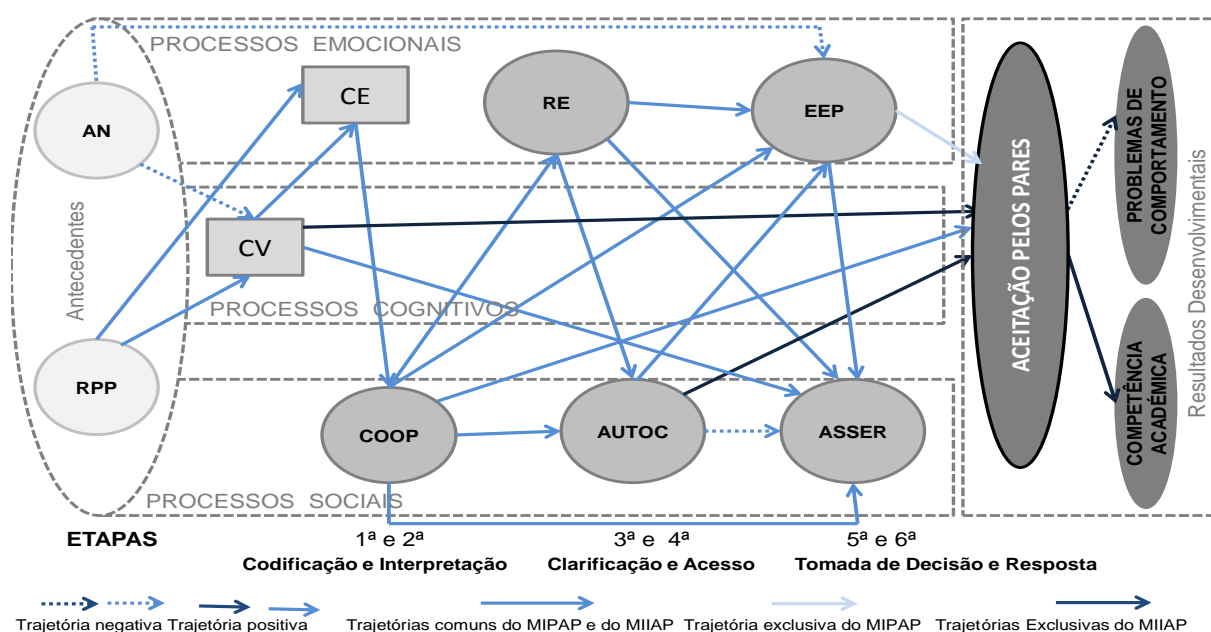 PROCESSOS EMOCIONAIS
AN
CE
RE
EEP
Antecedentes
CV
PROCESSOS COGNITIVOS
RPP
COOP
AUTOC
ASSER
PROCESSOS SOCIAIS
ACEITAÇÃO PELOS PARES
PROBLEMAS DE
COMPORTAMENTO
COMPETÊNCIA
ACADÉMICA
Resultados Desenvolvimentais
ETAPAS
1ª e 2ª
3ª e 4ª
5ª e 6ª
Codificação e Interpretação
Clarificação e Acesso
Tomada de Decisão e Resposta
Trajetória negativa
Trajetória positiva
Trajetórias comuns do MIPAP e do MIIAP
Trajetória exclusiva do MIPAP
Trajetórias Exclusivas do MIIAP